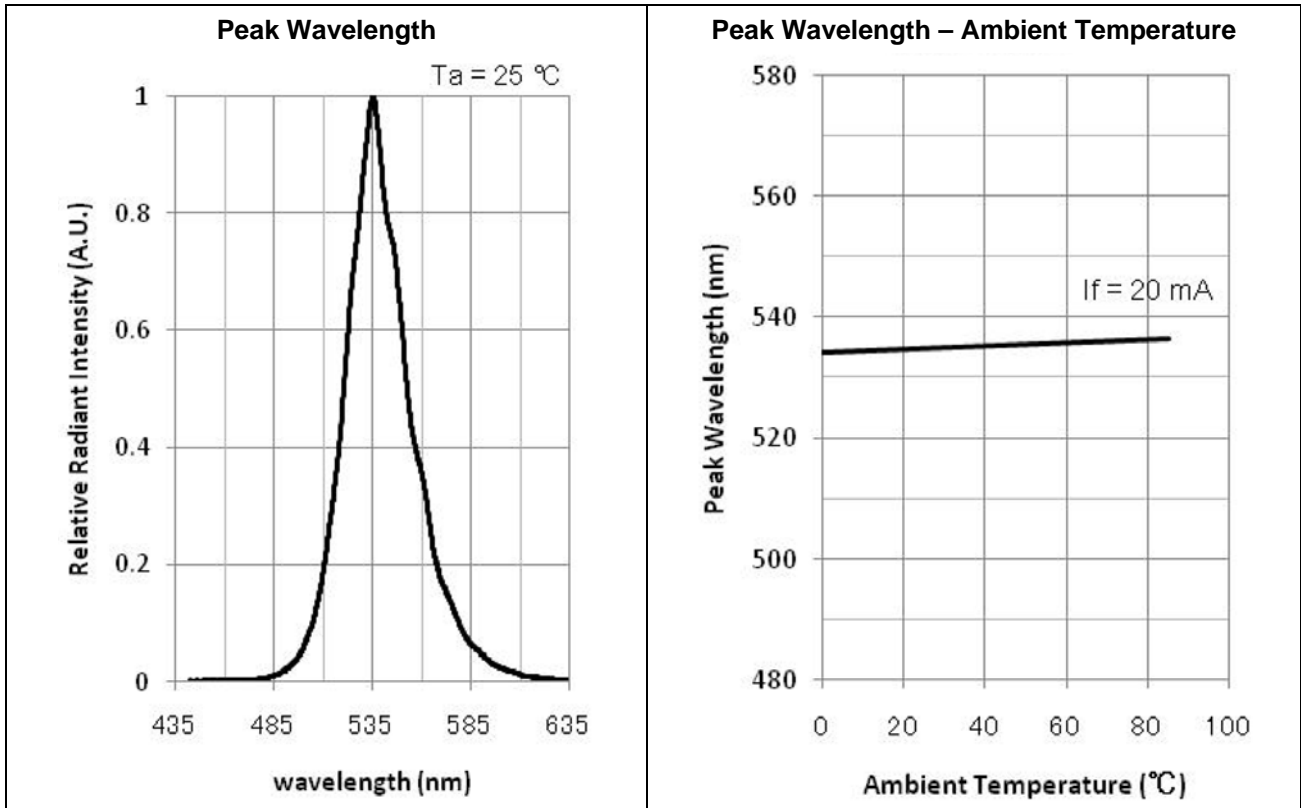 Peak Wavelength
Ta = 25 ℃
1
0.8
0.6
0.4
0.2
0
Relative Radiant Intensity (A.U.)
435 485 535 585 635
wavelength (nm)
Peak Wavelength – Ambient Temperature
580
560
540
520
500
480
Peak Wavelength (nm)
If = 20 mA
0 20 40 60 80 100
Ambient Temperature (℃)